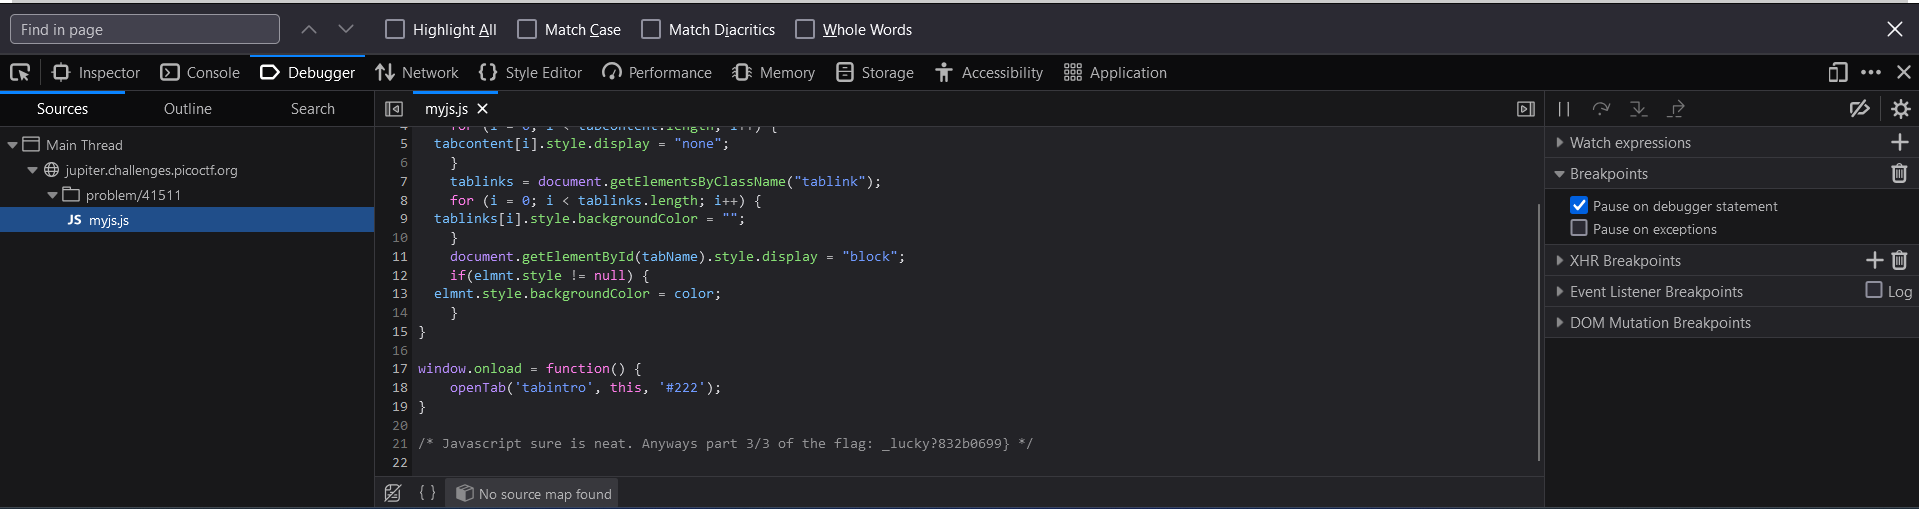 Find in page
Highlight All
Match Case
Match Diacritics
Whole Words
Inspector
Console
Debugger
Network
Style Editor
Performance
Memory
Storage
Accessibility
Application
Sources
Outline
Search
Main Thread
jupiter.challenges.picoctf.org
problem/41511
JS myjs.js
myjs.js
4 for (i = 0; i < tabcontent.length; i++) {
5 tabcontent[i].style.display = "none";
6 }
7 tablinks = document.getElementsByClassName("tablink");
8 for (i = 0; i < tablinks.length; i++) {
9 tablinks[i].style.backgroundColor = "";
10 }
11 document.getElementById(tabName).style.display = "block";
12 if(elmnt.style != null) {
13 elmnt.style.backgroundColor = color;
14 }
15 }
16
17 window.onload = function() {
18 openTab('tabintro', this, '#222');
19 }
20
21 /* Javascript sure is neat. Anyways part 3/3 of the flag: _lucky?832b0699} */
22
{ }
No source map found
Watch expressions
Breakpoints
Pause on debugger statement
Pause on exceptions
XHR Breakpoints
Event Listener Breakpoints
Log
DOM Mutation Breakpoints